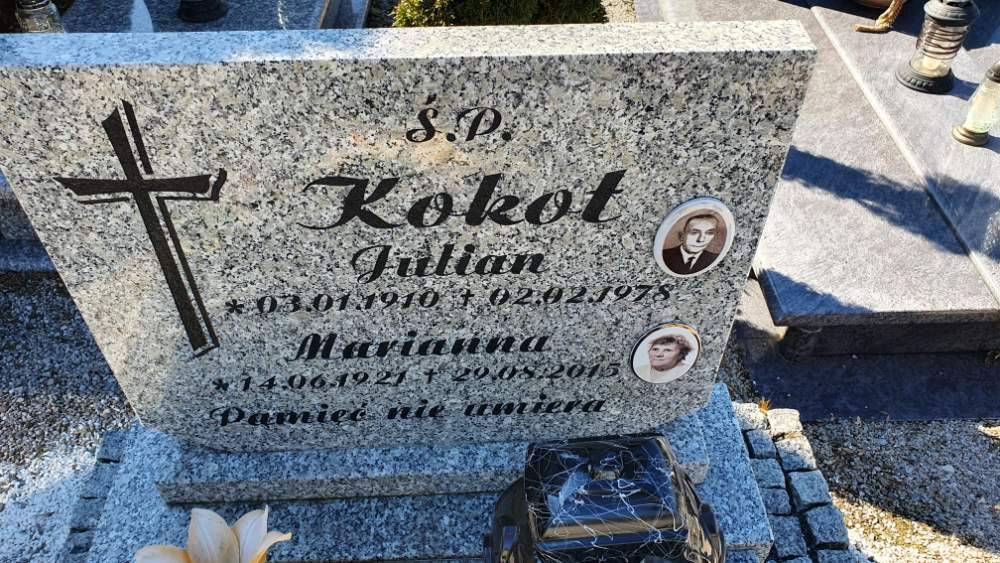 Ś.P.
Kokot
Julian
* 03.01.1910 + 02.02.1978
Marianna
* 14.06.1921 + 29.08.2015
Pamięć nie umiera